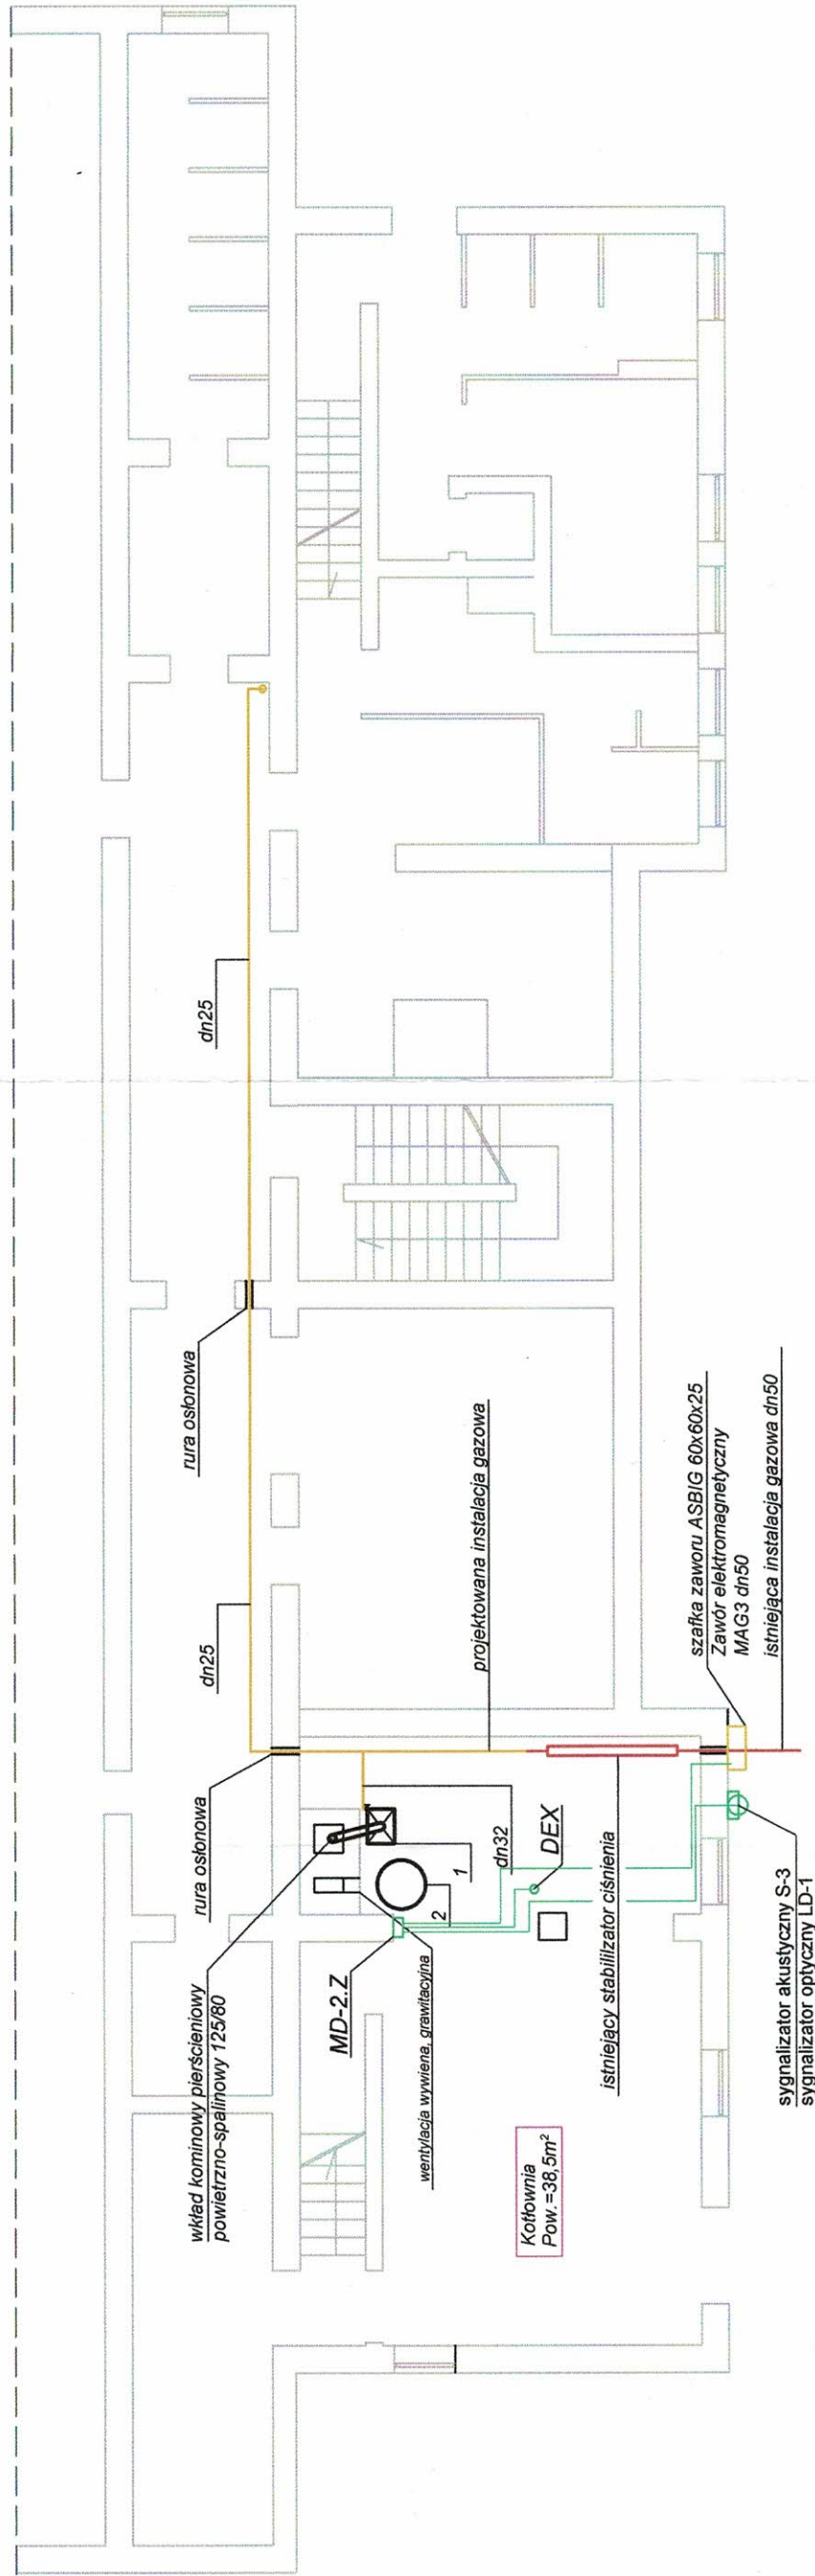 wkład kominowy pierścieniowy
powietrzno-spalinowy 125/80
rura osłonowa
dn25
rura osłonowa
dn25
MD-2.Z
wentylacja wywiena, grawitacyjna
2
1
dn32
DEX
projektowana instalacja gazowa
Kotłownia
Pow.=38,5m²
istniejący stabililzator ciśnienia
szafka zaworu ASBIG 60x60x25
Zawór elektromagnetyczny
MAG3 dn50
istniejąca instalacja gazowa dn50
sygnalizator akustyczny S-3
sygnalizator optyczny LD-1